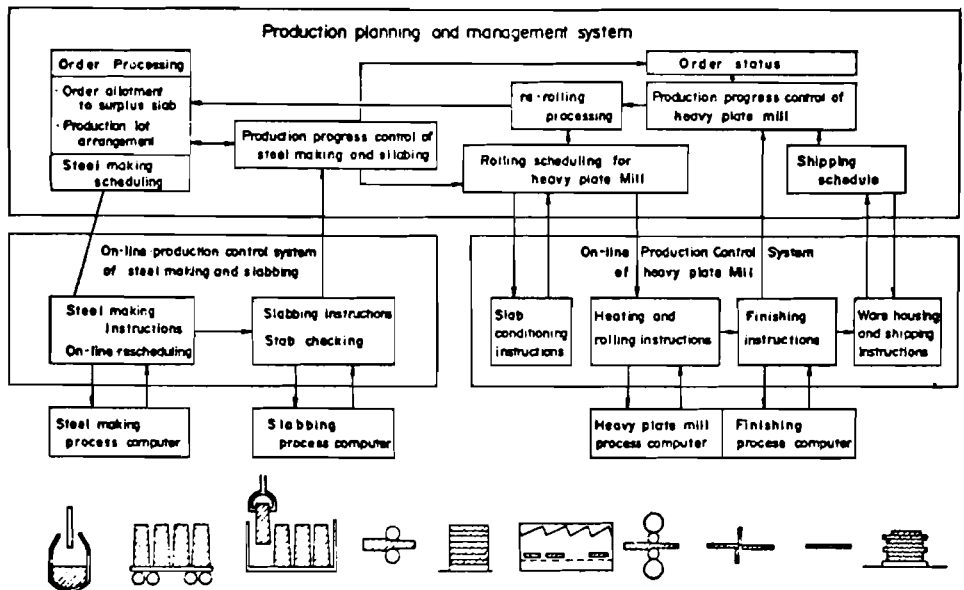 Production planning and management system
Order Processing
· Order allotment
to surplus slab
· Production lot
arrangement
Steel making
scheduling
Production progress control of
steel making and slabbing
re-rolling
processing
Order status
Production progress control of
heavy plate mill
Rolling scheduling for
heavy plate Mill
Shipping
schedule
On-line production control system
of steel making and slabbing
Steel making
Instructions
On-line rescheduling
Slabbing instructions
Slab checking
On-line Production Control System
of heavy plate Mill
Slab
conditioning
instructions
Heating and
rolling instructions
Finishing
instructions
Ware housing
and shipping
Instructions
Steel making
process computer
Slabbing
process computer
Heavy plate mill
process computer
Finishing
process computer